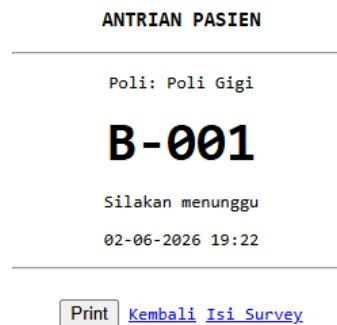 ANTRIAN PASIEN
Poli: Poli Gigi
B-001
Silakan menunggu
02-06-2026 19:22
Print Kembali Isi Survey